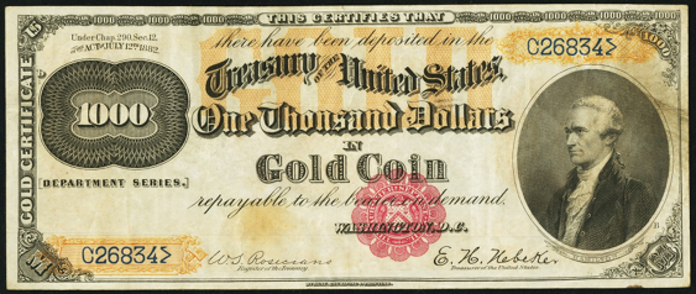 THIS CERTIFIES THAT
Under Chap. 290, Sec. 12,
ACT of JULY 12TH 1882.
there have been deposited in the
C26834
1000
Treasury OF THE United States,
1000
One Thousand Dollars
IN
Gold Coin
GOLD CERTIFICATE
[DEPARTMENT SERIES.]
repayable to the bearer on demand.
WASHINGTON, D.C.
C26834
W.S. Rosecrans
Register of the Treasury.
E. H. Nebeker
Treasurer of the United States.